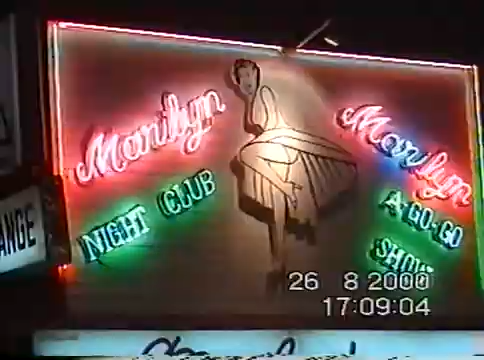 Marilyn
NIGHT CLUB
Marilyn
A-GO-GO
SHOW
ANGE
26 8 2000
17:09:04